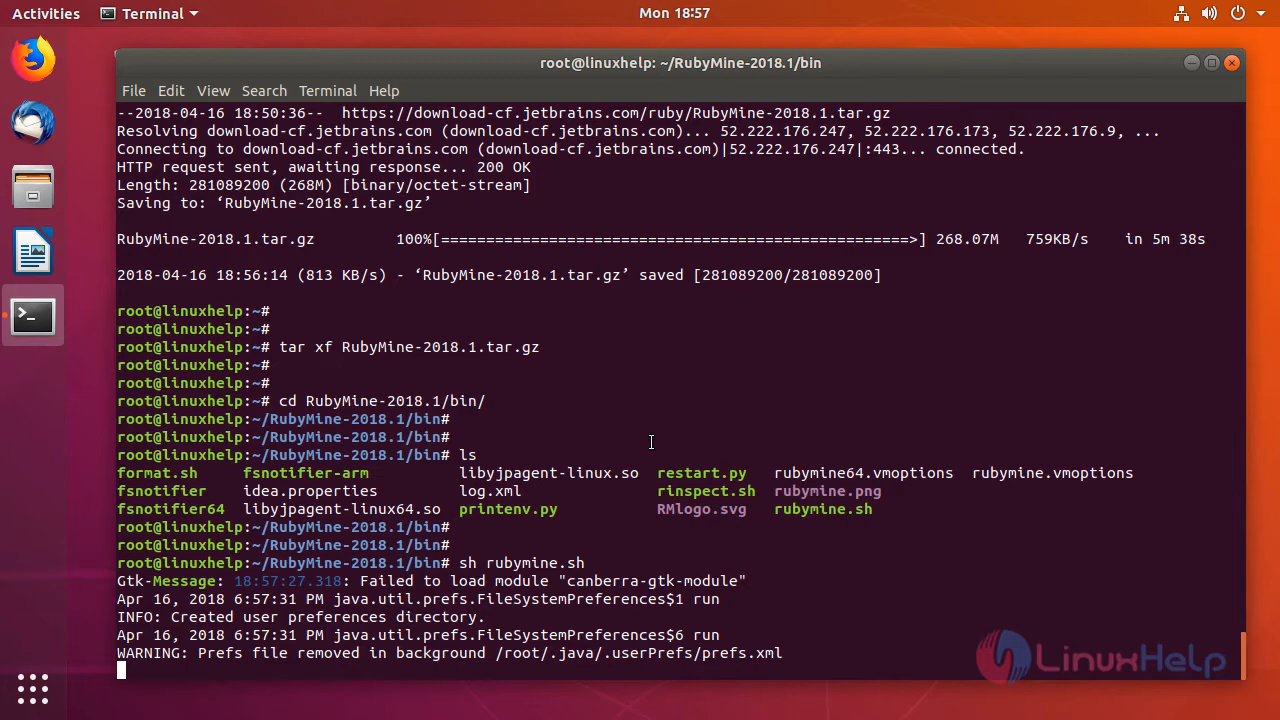 Activities Terminal Mon 18:57
root@linuxhelp: ~/RubyMine-2018.1/bin
File Edit View Search Terminal Help
--2018-04-16 18:50:36--  https://download-cf.jetbrains.com/ruby/RubyMine-2018.1.tar.gz
Resolving download-cf.jetbrains.com (download-cf.jetbrains.com)... 52.222.176.247, 52.222.176.173, 52.222.176.9, ...
Connecting to download-cf.jetbrains.com (download-cf.jetbrains.com)|52.222.176.247|:443... connected.
HTTP request sent, awaiting response... 200 OK
Length: 281089200 (268M) [binary/octet-stream]
Saving to: ‘RubyMine-2018.1.tar.gz’
RubyMine-2018.1.tar.gz         100%[====================================================>] 268.07M   759KB/s    in 5m 38s
2018-04-16 18:56:14 (813 KB/s) - ‘RubyMine-2018.1.tar.gz’ saved [281089200/281089200]
root@linuxhelp:~#
root@linuxhelp:~#
root@linuxhelp:~# tar xf RubyMine-2018.1.tar.gz
root@linuxhelp:~#
root@linuxhelp:~#
root@linuxhelp:~# cd RubyMine-2018.1/bin/
root@linuxhelp:~/RubyMine-2018.1/bin#
root@linuxhelp:~/RubyMine-2018.1/bin#
root@linuxhelp:~/RubyMine-2018.1/bin# ls
format.sh     fsnotifier-arm          libyjpagent-linux.so  restart.py   rubymine64.vmoptions  rubymine.vmoptions
fsnotifier    idea.properties         log.xml               rinspect.sh  rubymine.png
fsnotifier64  libyjpagent-linux64.so  printenv.py           RMlogo.svg   rubymine.sh
root@linuxhelp:~/RubyMine-2018.1/bin#
root@linuxhelp:~/RubyMine-2018.1/bin#
root@linuxhelp:~/RubyMine-2018.1/bin# sh rubymine.sh
Gtk-Message: 18:57:27.318: Failed to load module "canberra-gtk-module"
Apr 16, 2018 6:57:31 PM java.util.prefs.FileSystemPreferences$1 run
INFO: Created user preferences directory.
Apr 16, 2018 6:57:31 PM java.util.prefs.FileSystemPreferences$6 run
WARNING: Prefs file removed in background /root/.java/.userPrefs/prefs.xml
LinuxHelp